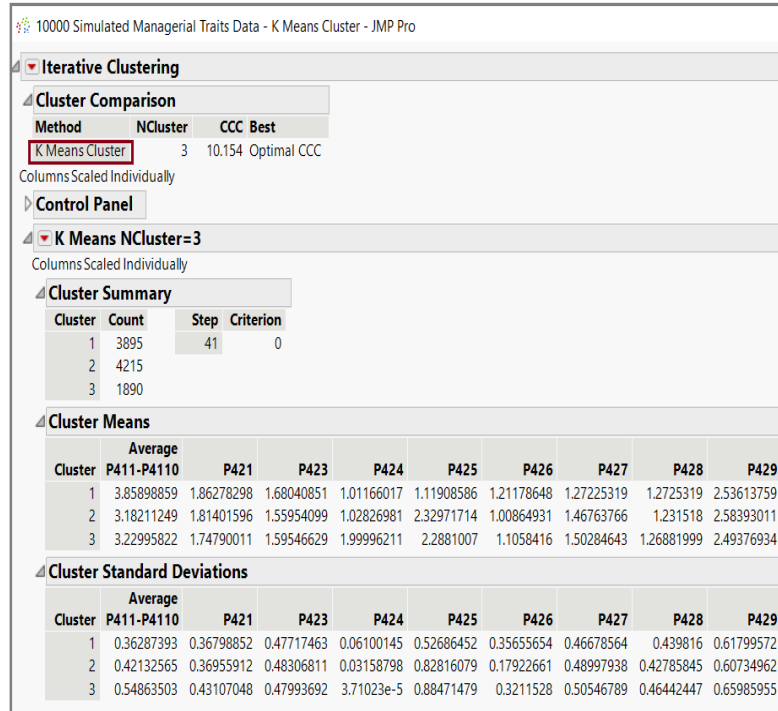 10000 Simulated Managerial Traits Data - K Means Cluster - JMP Pro
Iterative Clustering
Cluster Comparison
Method NCluster CCC Best
K Means Cluster 3 10.154 Optimal CCC
Columns Scaled Individually
Control Panel
K Means NCluster=3
Columns Scaled Individually
Cluster Summary
Cluster Count Step Criterion
1 3895 41 0
2 4215
3 1890
Cluster Means
Average
Cluster P411-P4110 P421 P423 P424 P425 P426 P427 P428 P429
1 3.85898859 1.86278298 1.68040851 1.01166017 1.11908586 1.21178648 1.27225319 1.2725319 2.53613759
2 3.18211249 1.81401596 1.55954099 1.02826981 2.32971714 1.00864931 1.46763766 1.231518 2.58393011
3 3.22995822 1.74790011 1.59546629 1.99996211 2.2881007 1.1058416 1.50284643 1.26881999 2.49376934
Cluster Standard Deviations
Average
Cluster P411-P4110 P421 P423 P424 P425 P426 P427 P428 P429
1 0.36287393 0.36798852 0.47717463 0.06100145 0.52686452 0.35655654 0.46678564 0.439816 0.61799572
2 0.42132565 0.36955912 0.48306811 0.03158798 0.82816079 0.17922661 0.48997938 0.42785845 0.60734962
3 0.54863503 0.43107048 0.47993692 3.71023e-5 0.88471479 0.3211528 0.50546789 0.46442447 0.65985955